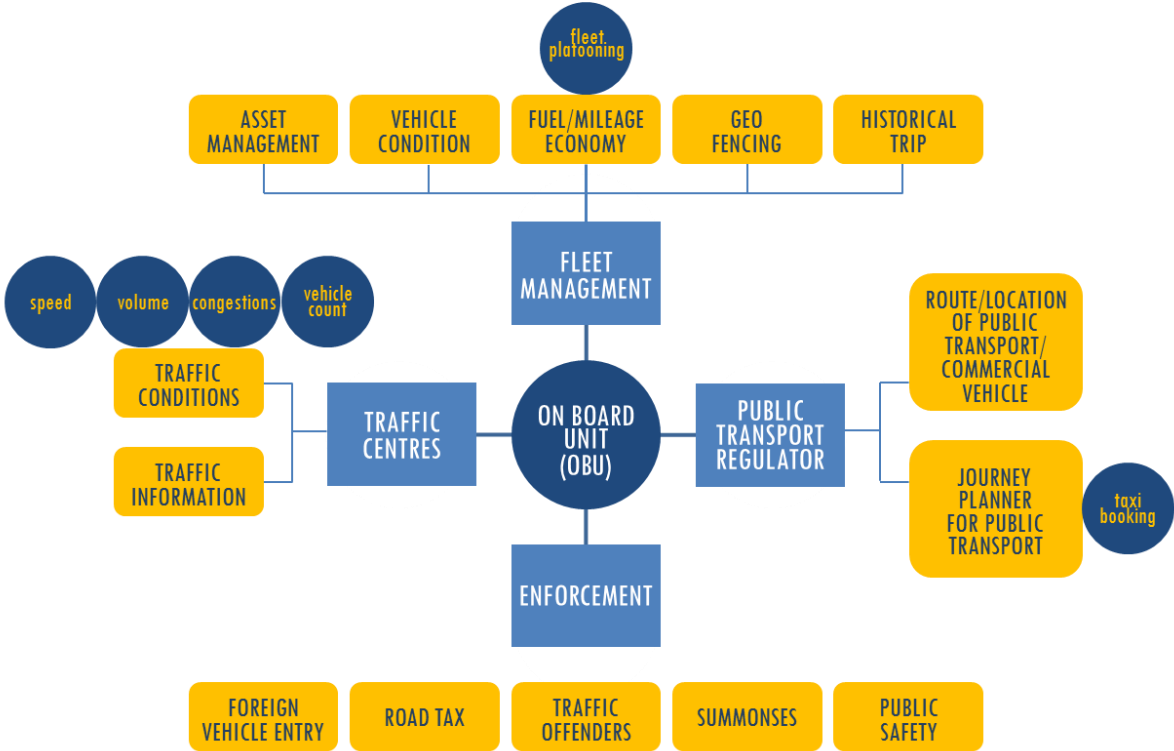 fleet
platooning
ASSET
MANAGEMENT
VEHICLE
CONDITION
FUEL/MILEAGE
ECONOMY
GEO
FENCING
HISTORICAL
TRIP
FLEET
MANAGEMENT
speed
volume
congestions
vehicle
count
TRAFFIC
CONDITIONS
TRAFFIC
INFORMATION
TRAFFIC
CENTRES
ON BOARD
UNIT
(OBU)
PUBLIC
TRANSPORT
REGULATOR
ROUTE/LOCATION
OF PUBLIC
TRANSPORT/
COMMERCIAL
VEHICLE
JOURNEY
PLANNER
FOR PUBLIC
TRANSPORT
taxi
booking
ENFORCEMENT
FOREIGN
VEHICLE ENTRY
ROAD TAX
TRAFFIC
OFFENDERS
SUMMONSES
PUBLIC
SAFETY